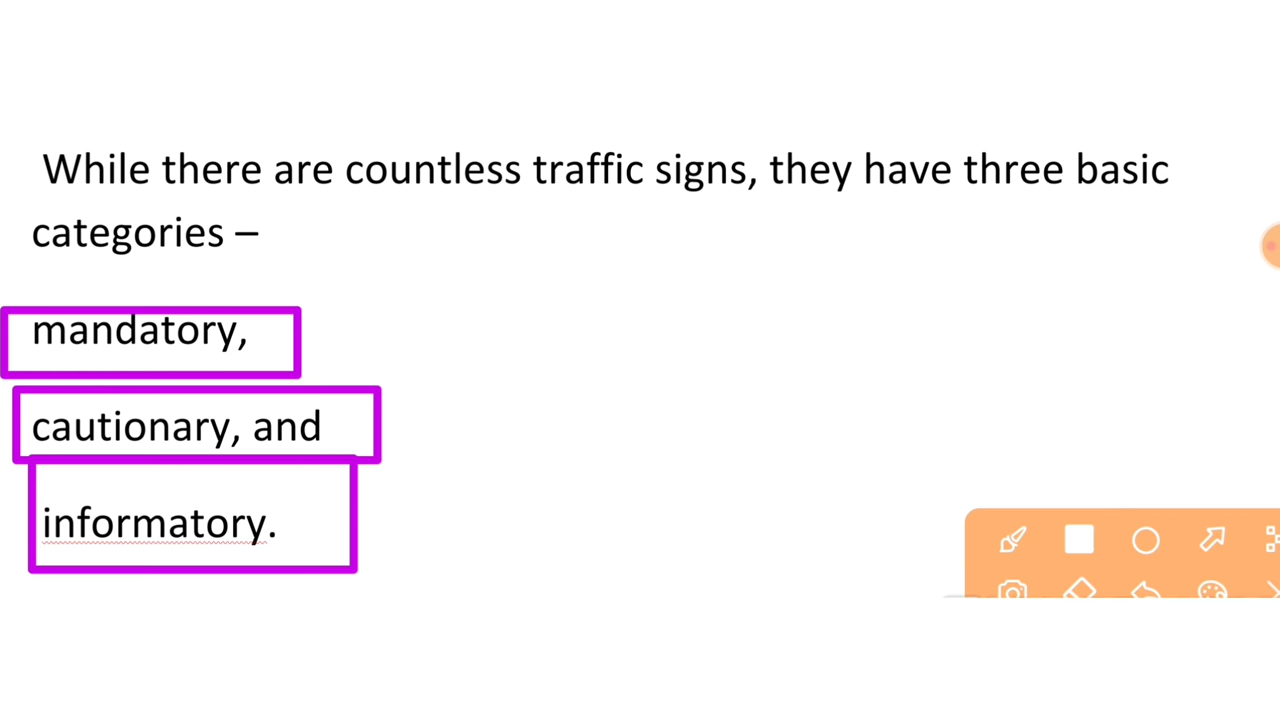 While there are countless traffic signs, they have three basic
categories –
mandatory,
cautionary, and
informatory.